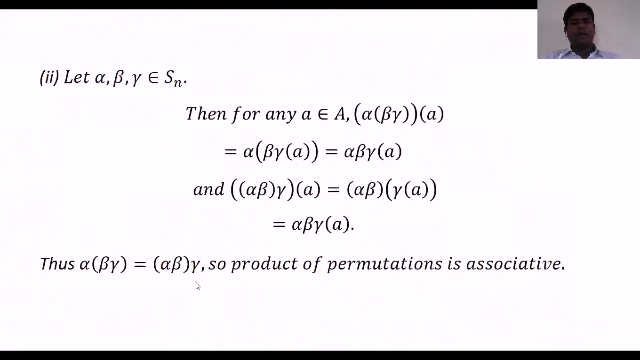 (ii) Let α, β, γ ∈ Sₙ.
Then for any a ∈ A, (α(βγ))(a)
= α(βγ(a)) = αβγ(a)
and ((αβ)γ)(a) = (αβ)(γ(a))
= αβγ(a).
Thus α(βγ) = (αβ)γ, so product of permutations is associative.